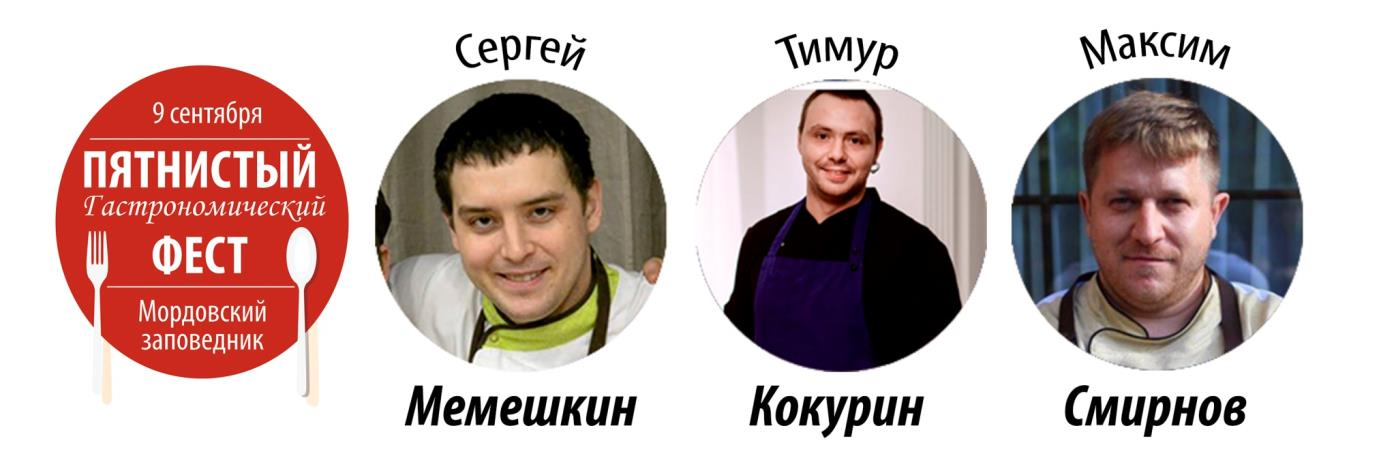 9 сентября
ПЯТНИСТЫЙ
Гастрономический
ФЕСТ
Мордовский
заповедник
Сергей
Мемешкин
Тимур
Кокурин
Максим
Смирнов